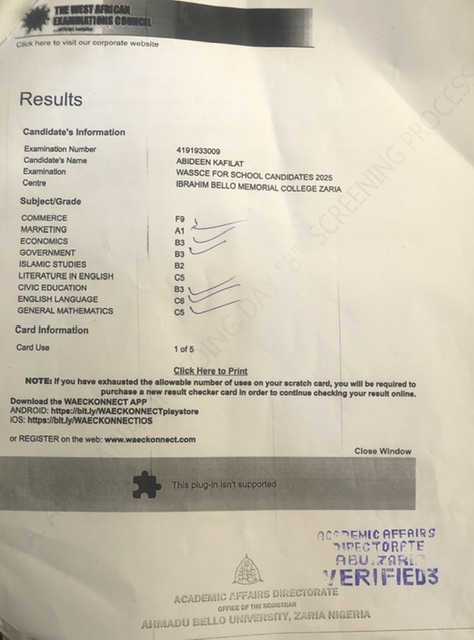 THE WEST AFRICAN
EXAMINATIONS COUNCIL
...official website
Click here to visit our corporate website
Results
Candidate's Information
Examination Number 4191933009
Candidate's Name ABIDEEN KAFILAT
Examination WASSCE FOR SCHOOL CANDIDATES 2025
Centre IBRAHIM BELLO MEMORIAL COLLEGE ZARIA
Subject/Grade
COMMERCE F9
MARKETING A1
ECONOMICS B3
GOVERNMENT B3
ISLAMIC STUDIES B2
LITERATURE IN ENGLISH C5
CIVIC EDUCATION B3
ENGLISH LANGUAGE C6
GENERAL MATHEMATICS C5
Card Information
Card Use 1 of 5
Click Here to Print
NOTE: If you have exhausted the allowable number of uses on your scratch card, you will be required to
purchase a new result checker card in order to continue checking your result online.
Download the WAECKONNECT APP
ANDROID: https://bit.ly/WAECKONNECTplaystore
iOS: https://bit.ly/WAECKONNECTIOS
or REGISTER on the web: www.waeckonnect.com
Close Window
This plug-in isn't supported
ACADEMIC AFFAIRS
DIRECTORATE
ABU, ZARIA
VERIFIED
ACADEMIC AFFAIRS DIRECTORATE
OFFICE OF THE REGISTRAR
AHMADU BELLO UNIVERSITY, ZARIA NIGERIA
SCREENING PROCESS